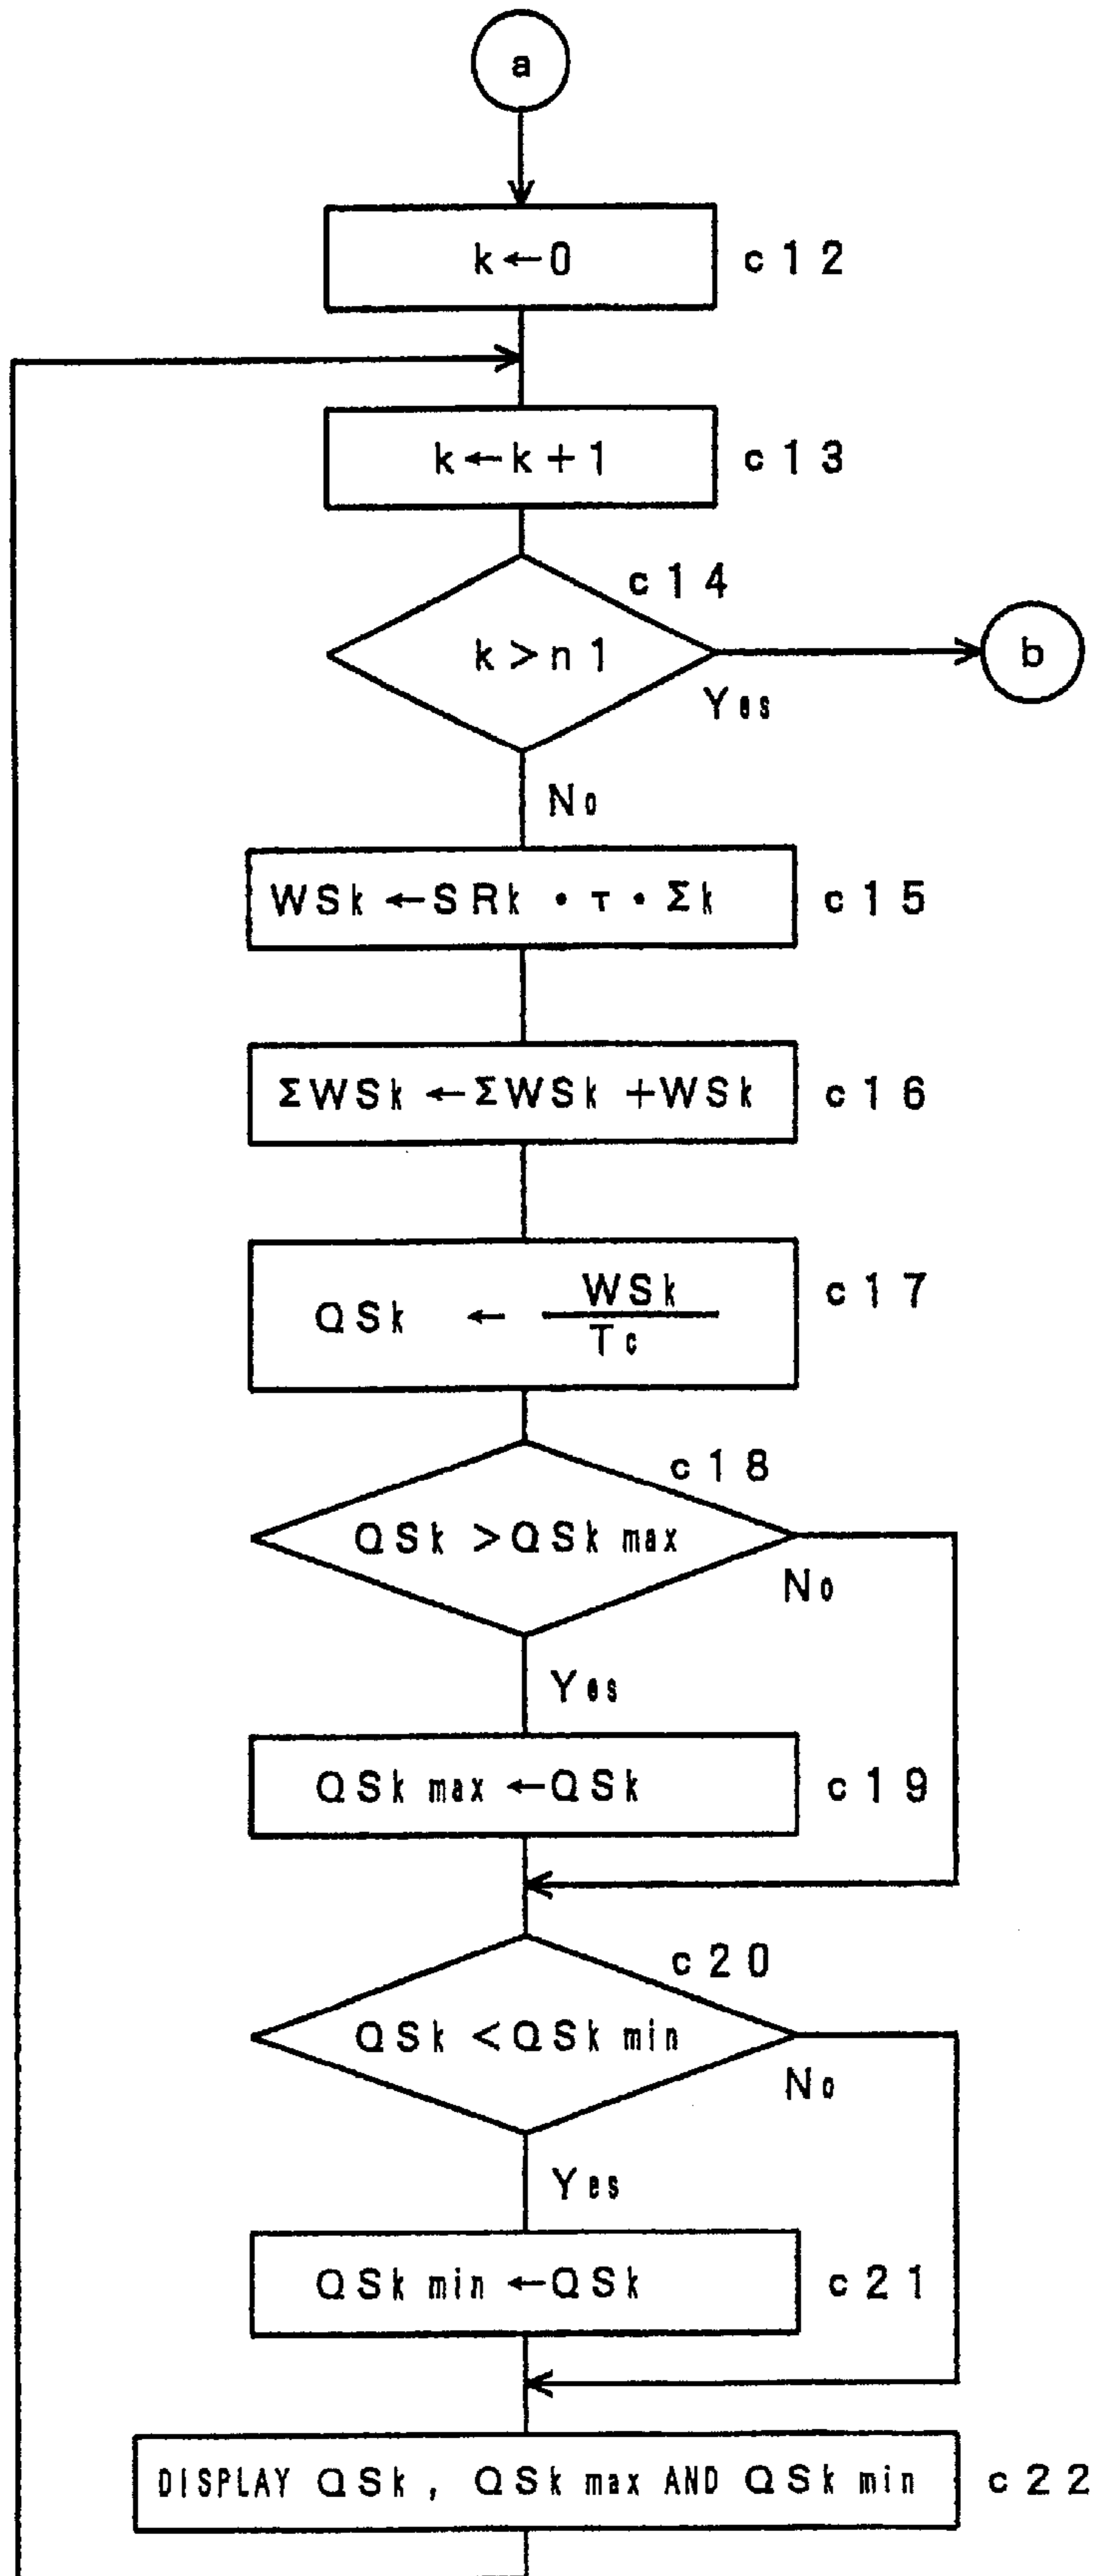 a
k←0 c12
k←k+1 c13
c14
k>n1
b
Yes
No
WSk←SRk・τ・Σk c15
ΣWSk←ΣWSk+WSk c16
QSk ← WSk/Tc c17
c18
QSk>QSk max
No
Yes
QSk max←QSk c19
c20
QSk<QSk min
No
Yes
QSk min←QSk c21
DISPLAY QSk, QSk max AND QSk min c22